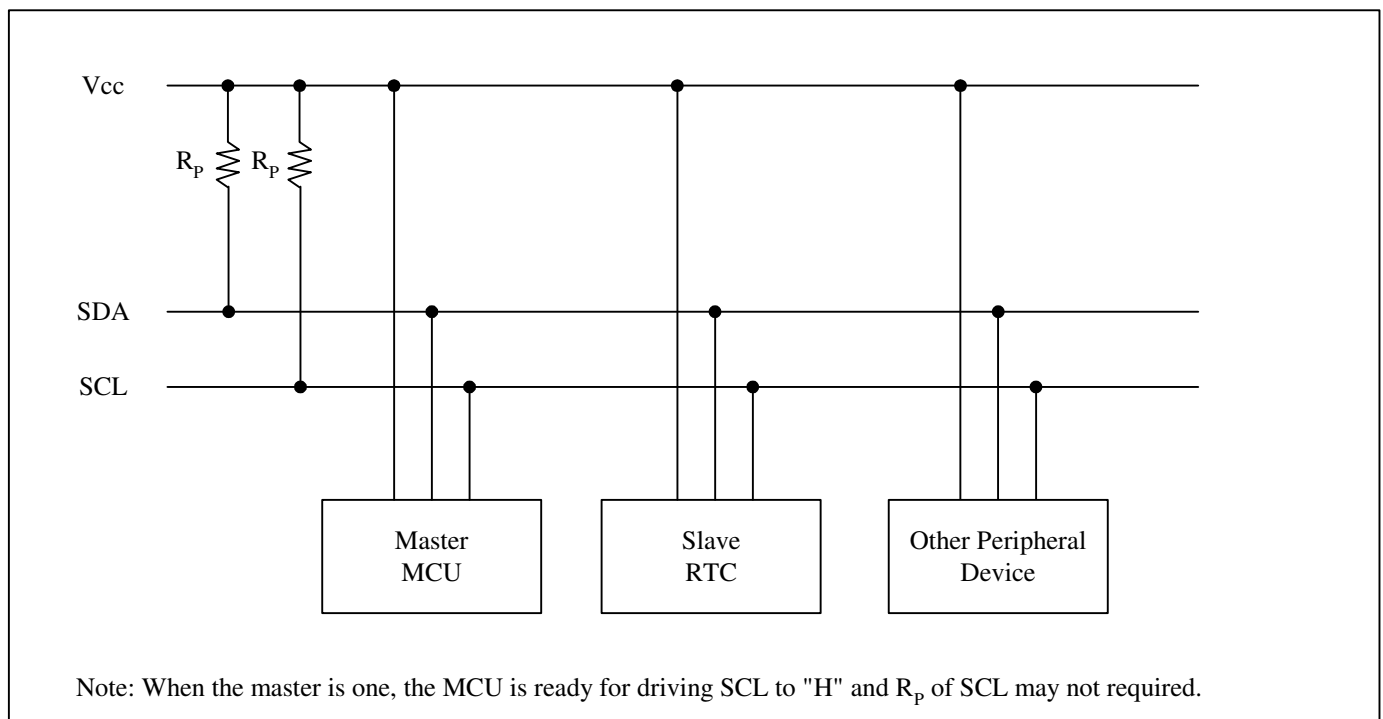 Vcc
R_P R_P
SDA
SCL
Master
MCU
Slave
RTC
Other Peripheral
Device
Note: When the master is one, the MCU is ready for driving SCL to "H" and R_P of SCL may not required.